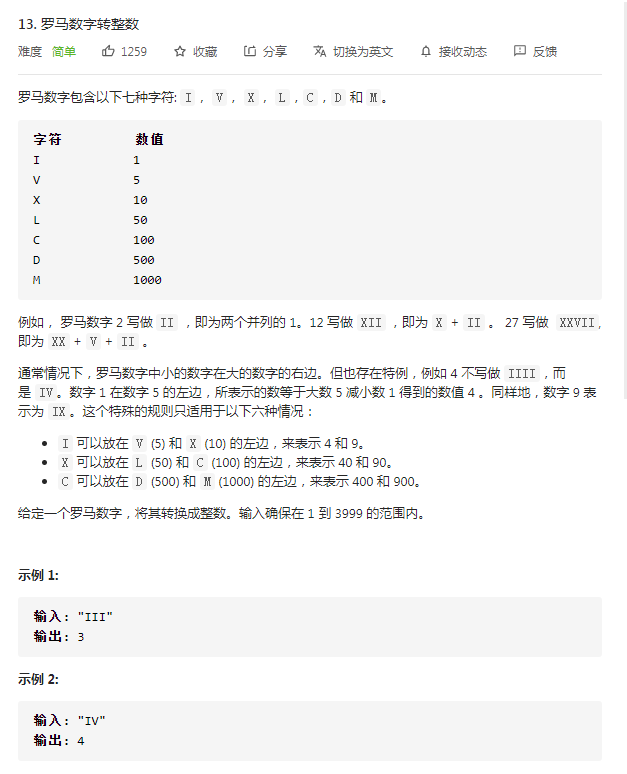 13. 罗马数字转整数
难度 简单 1259 收藏 分享 切换为英文 接收动态 反馈
罗马数字包含以下七种字符: I ， V ， X ， L ，C ，D 和 M 。
字符 数值
I 1
V 5
X 10
L 50
C 100
D 500
M 1000
例如， 罗马数字 2 写做 II ，即为两个并列的 1。12 写做 XII ，即为 X + II 。 27 写做 XXVII ,
即为 XX + V + II 。
通常情况下，罗马数字中小的数字在大的数字的右边。但也存在特例，例如 4 不写做 IIII ，而
是 IV 。数字 1 在数字 5 的左边，所表示的数等于大数 5 减小数 1 得到的数值 4 。同样地，数字 9 表
示为 IX 。这个特殊的规则只适用于以下六种情况：
• I 可以放在 V (5) 和 X (10) 的左边，来表示 4 和 9。
• X 可以放在 L (50) 和 C (100) 的左边，来表示 40 和 90。
• C 可以放在 D (500) 和 M (1000) 的左边，来表示 400 和 900。
给定一个罗马数字，将其转换成整数。输入确保在 1 到 3999 的范围内。
示例 1:
输入: "III"
输出: 3
示例 2:
输入: "IV"
输出: 4